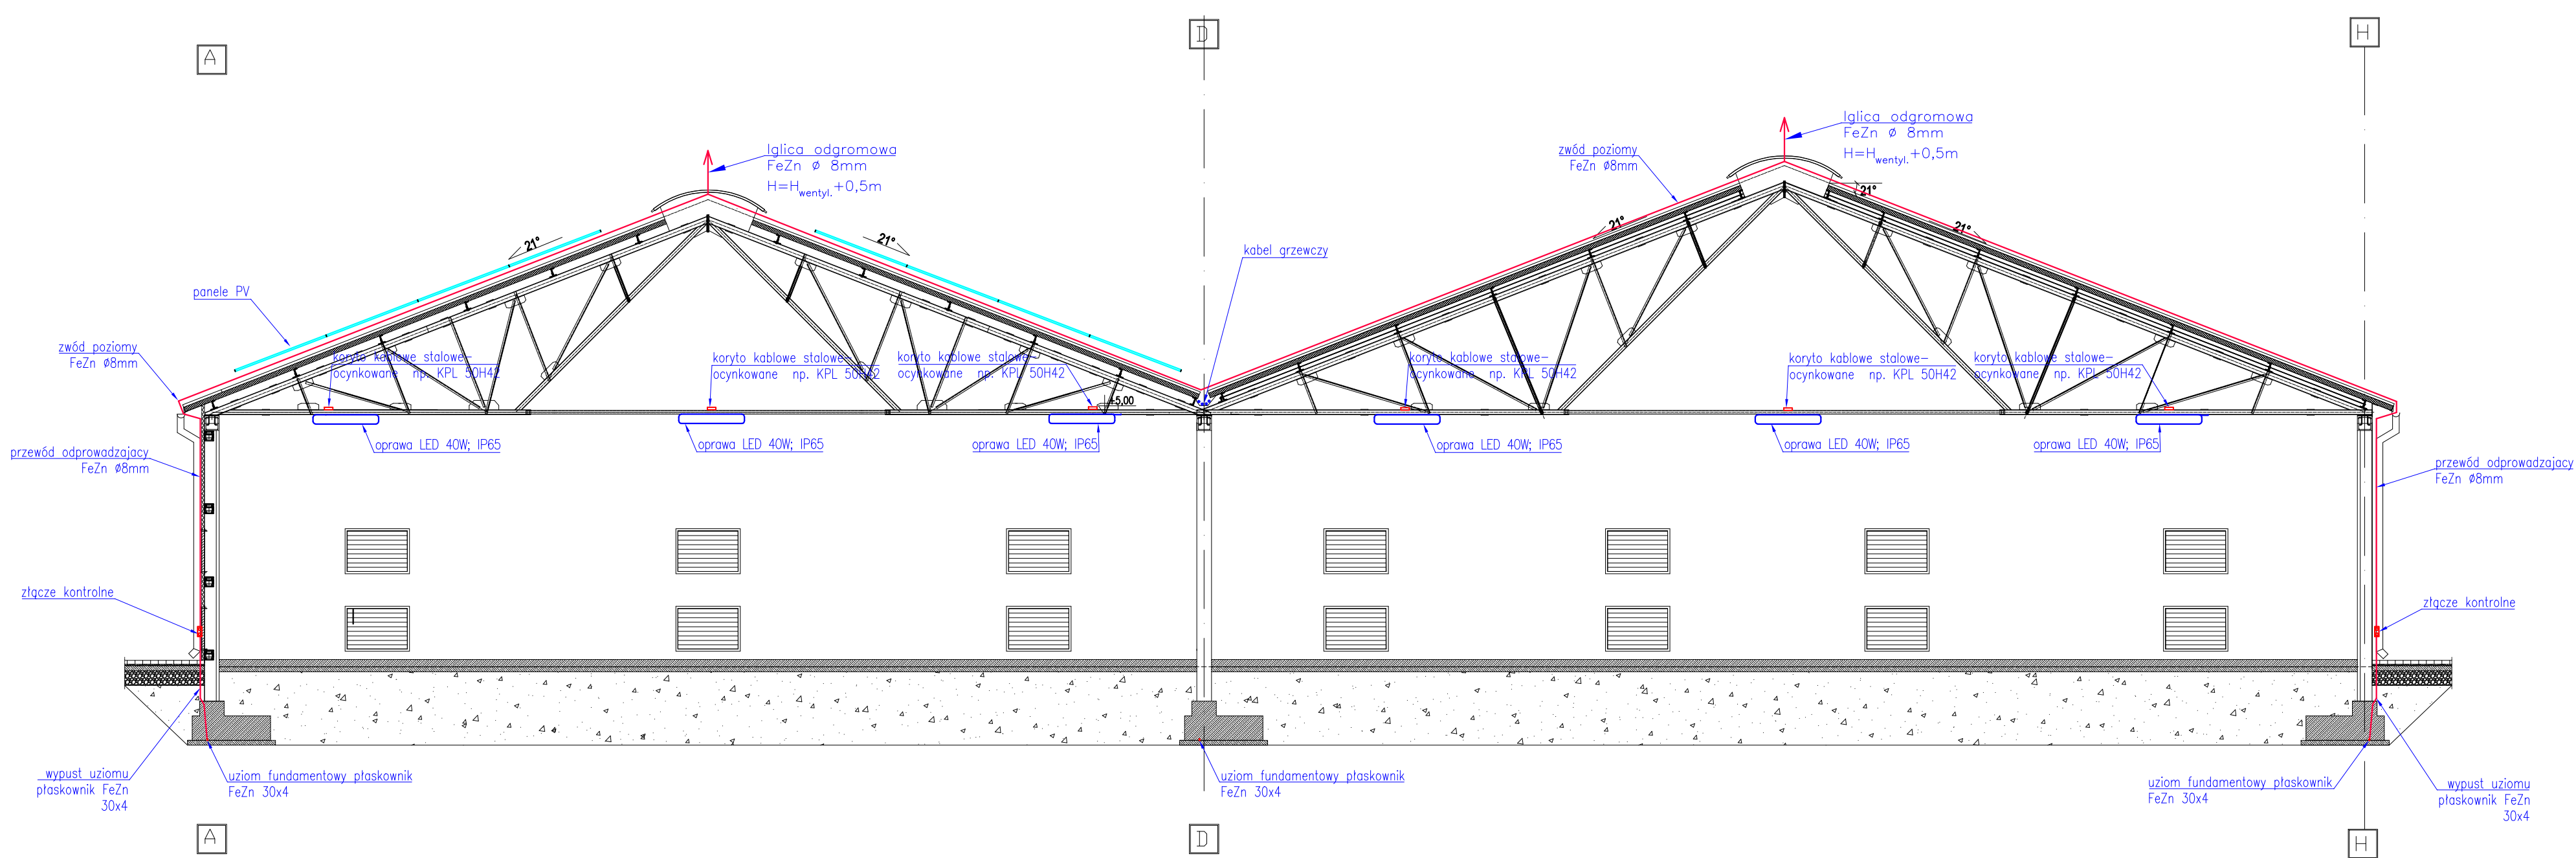 A
D
H
Iglica odgromowa
FeZn ø 8mm
H=Hwentyl.+0,5m
Iglica odgromowa
FeZn ø 8mm
H=Hwentyl.+0,5m
zwód poziomy
FeZn ø8mm
21°
21°
21°
21°
21°
kabel grzewczy
panele PV
zwód poziomy
FeZn ø8mm
koryto kablowe stalowe-
ocynkowane np. KPL 50H42
koryto kablowe stalowe-
ocynkowane np. KPL 50H42
koryto kablowe stalowe-
ocynkowane np. KPL 50H42
koryto kablowe stalowe-
ocynkowane np. KPL 50H42
koryto kablowe stalowe-
ocynkowane np. KPL 50H42
koryto kablowe stalowe-
ocynkowane np. KPL 50H42
+5,00
oprawa LED 40W; IP65
oprawa LED 40W; IP65
oprawa LED 40W; IP65
oprawa LED 40W; IP65
oprawa LED 40W; IP65
oprawa LED 40W; IP65
przewód odprowadzajacy
FeZn ø8mm
przewód odprowadzajacy
FeZn ø8mm
złącze kontrolne
złącze kontrolne
wypust uziomu
płaskownik FeZn
30x4
uziom fundamentowy płaskownik
FeZn 30x4
uziom fundamentowy płaskownik
FeZn 30x4
uziom fundamentowy płaskownik
FeZn 30x4
wypust uziomu
płaskownik FeZn
30x4
A
D
H